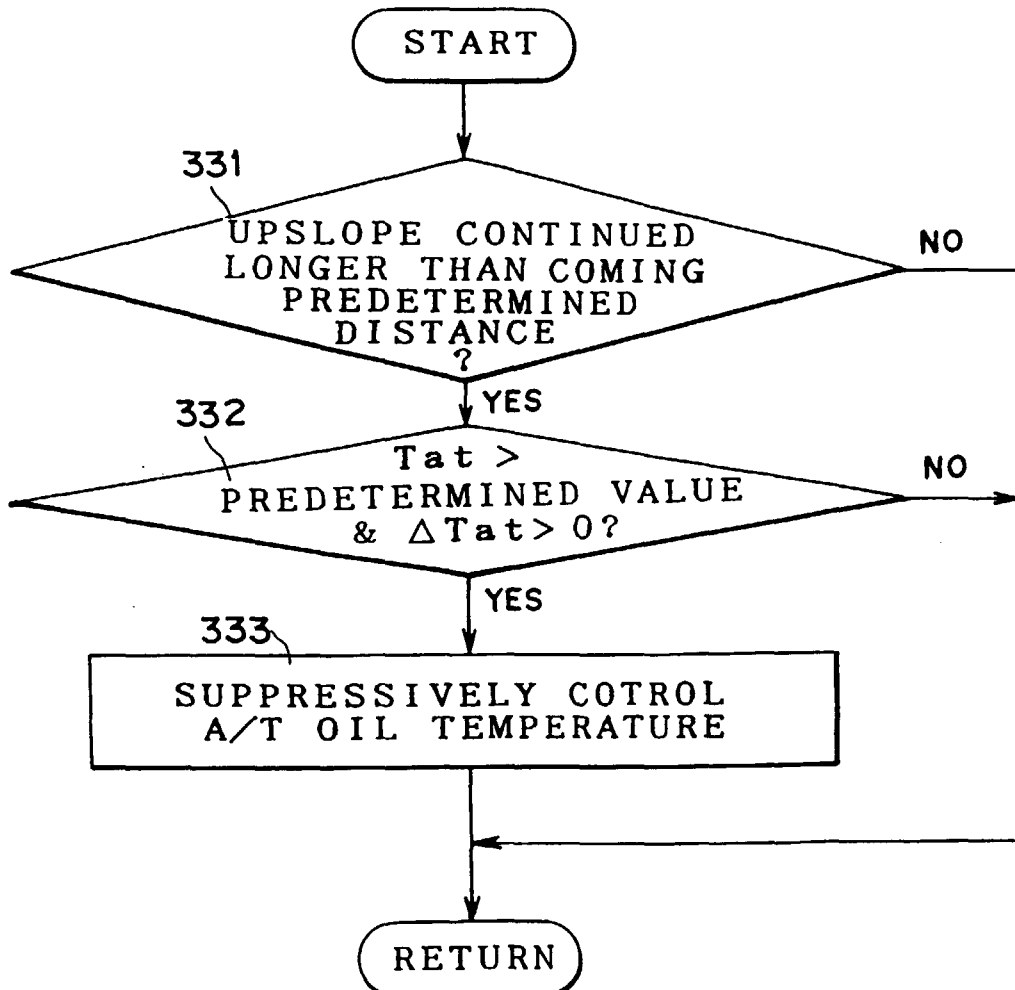 START
331
UPSLOPE CONTINUED
LONGER THAN COMING
PREDETERMINED
DISTANCE
?
NO
YES
332
Tat >
PREDETERMINED VALUE
& △Tat> 0?
NO
YES
333
SUPPRESSIVELY COTROL
A/T OIL TEMPERATURE
RETURN